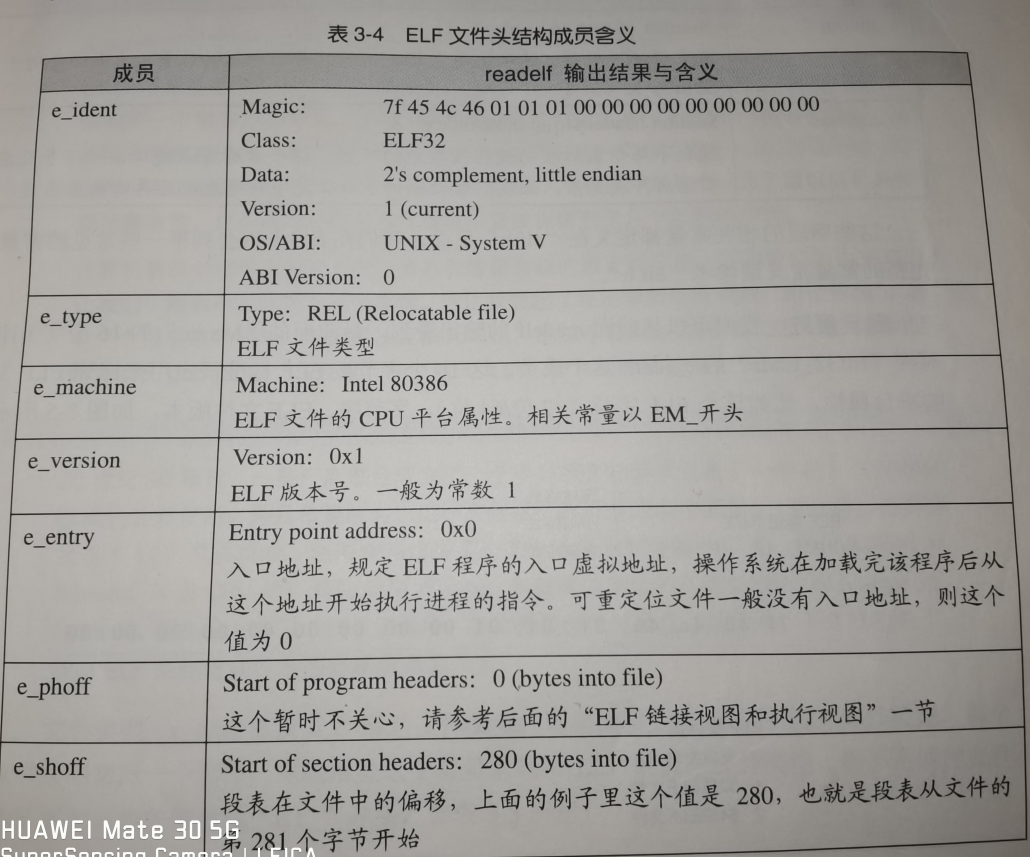 表 3-4 ELF 文件头结构成员含义
成员 readelf 输出结果与含义
e_ident Magic: 7f 45 4c 46 01 01 01 00 00 00 00 00 00 00 00 00
Class: ELF32
Data: 2's complement, little endian
Version: 1 (current)
OS/ABI: UNIX - System V
ABI Version: 0
e_type Type: REL (Relocatable file)
ELF 文件类型
e_machine Machine: Intel 80386
ELF 文件的 CPU 平台属性。相关常量以 EM_开头
e_version Version: 0x1
ELF 版本号。一般为常数 1
e_entry Entry point address: 0x0
入口地址，规定 ELF 程序的入口虚拟地址，操作系统在加载完该程序后从
这个地址开始执行进程的指令。可重定位文件一般没有入口地址，则这个
值为 0
e_phoff Start of program headers: 0 (bytes into file)
这个暂时不关心，请参考后面的“ELF 链接视图和执行视图”一节
e_shoff Start of section headers: 280 (bytes into file)
段表在文件中的偏移，上面的例子里这个值是 280，也就是段表从文件的
第 281 个字节开始
HUAWEI Mate 30 5G
SuperSensing Camera | LEICA